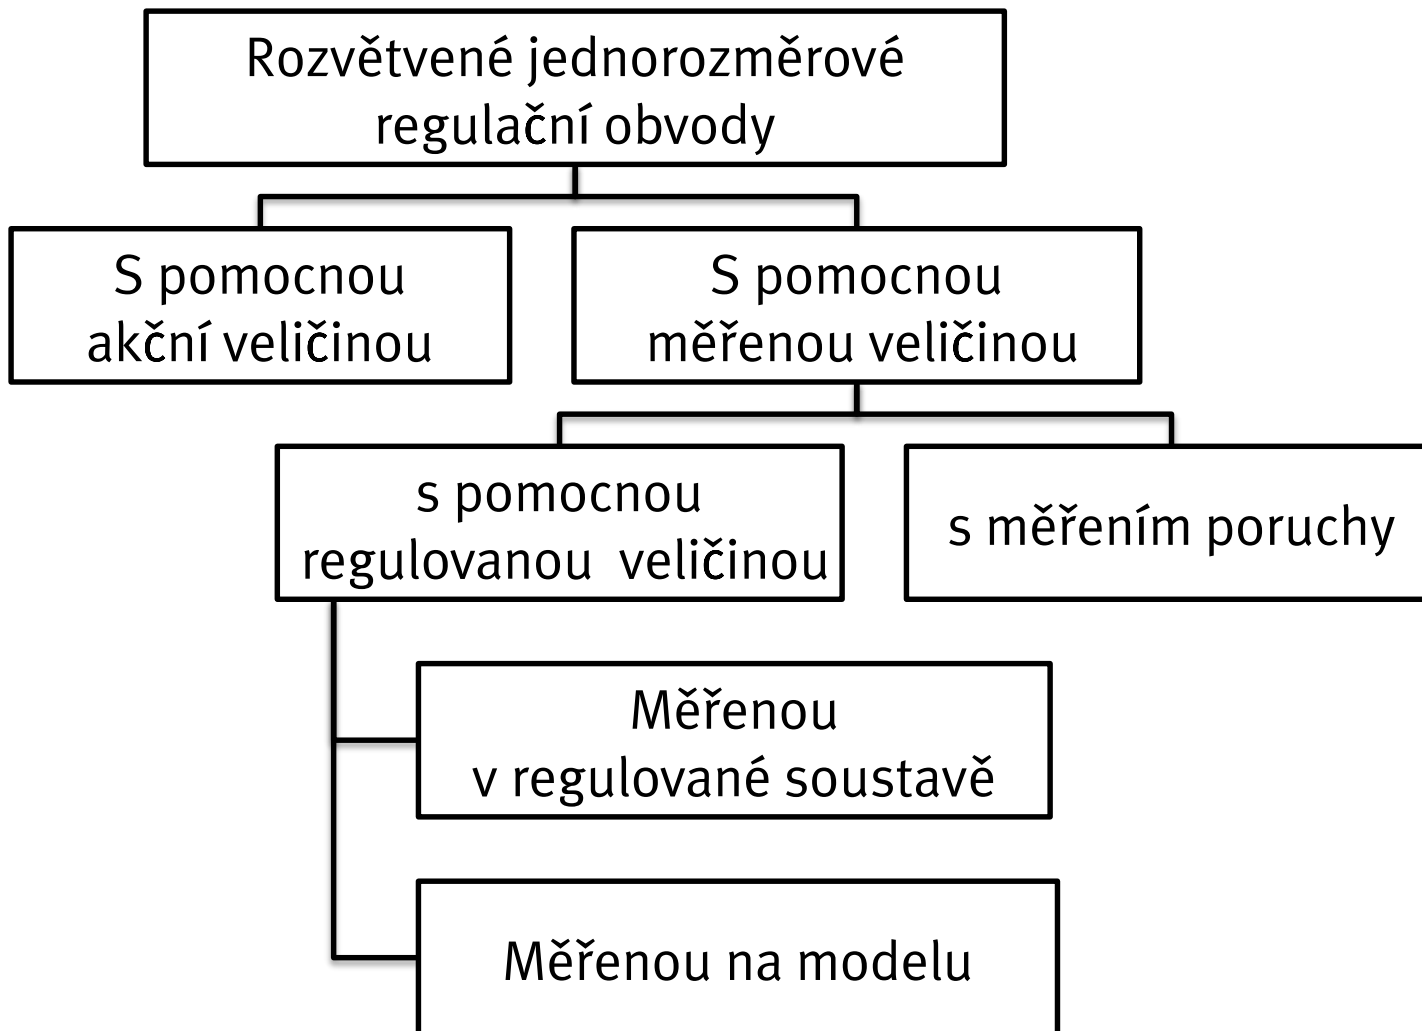 Rozvětvené jednorozměrové
regulační obvody
S pomocnou
akční veličinou
S pomocnou
měřenou veličinou
s pomocnou
regulovanou  veličinou
s měřením poruchy
Měřenou
v regulované soustavě
Měřenou na modelu